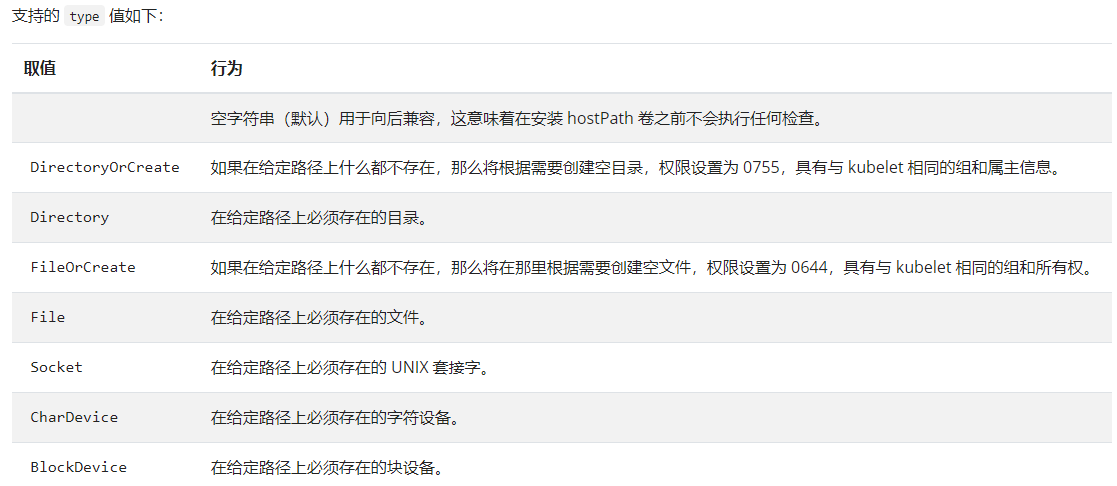 支持的 type 值如下：
取值 行为
空字符串（默认）用于向后兼容，这意味着在安装 hostPath 卷之前不会执行任何检查。
DirectoryOrCreate 如果在给定路径上什么都不存在，那么将根据需要创建空目录，权限设置为 0755，具有与 kubelet 相同的组和属主信息。
Directory 在给定路径上必须存在的目录。
FileOrCreate 如果在给定路径上什么都不存在，那么将在那里根据需要创建空文件，权限设置为 0644，具有与 kubelet 相同的组和所有权。
File 在给定路径上必须存在的文件。
Socket 在给定路径上必须存在的 UNIX 套接字。
CharDevice 在给定路径上必须存在的字符设备。
BlockDevice 在给定路径上必须存在的块设备。